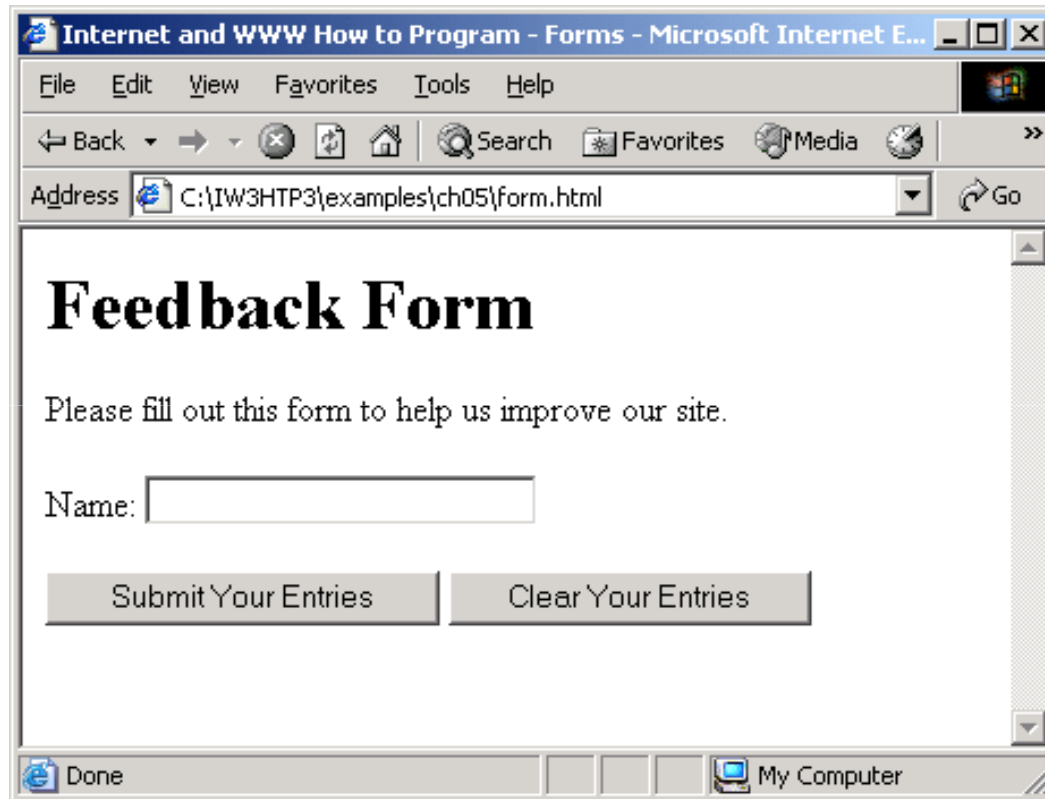 Internet and WWW How to Program - Forms - Microsoft Internet E...
File Edit View Favorites Tools Help
Back Search Favorites Media »
Address C:\IW3HTP3\examples\ch05\form.html Go
Feedback Form
Please fill out this form to help us improve our site.
Name:
Submit Your Entries Clear Your Entries
Done My Computer